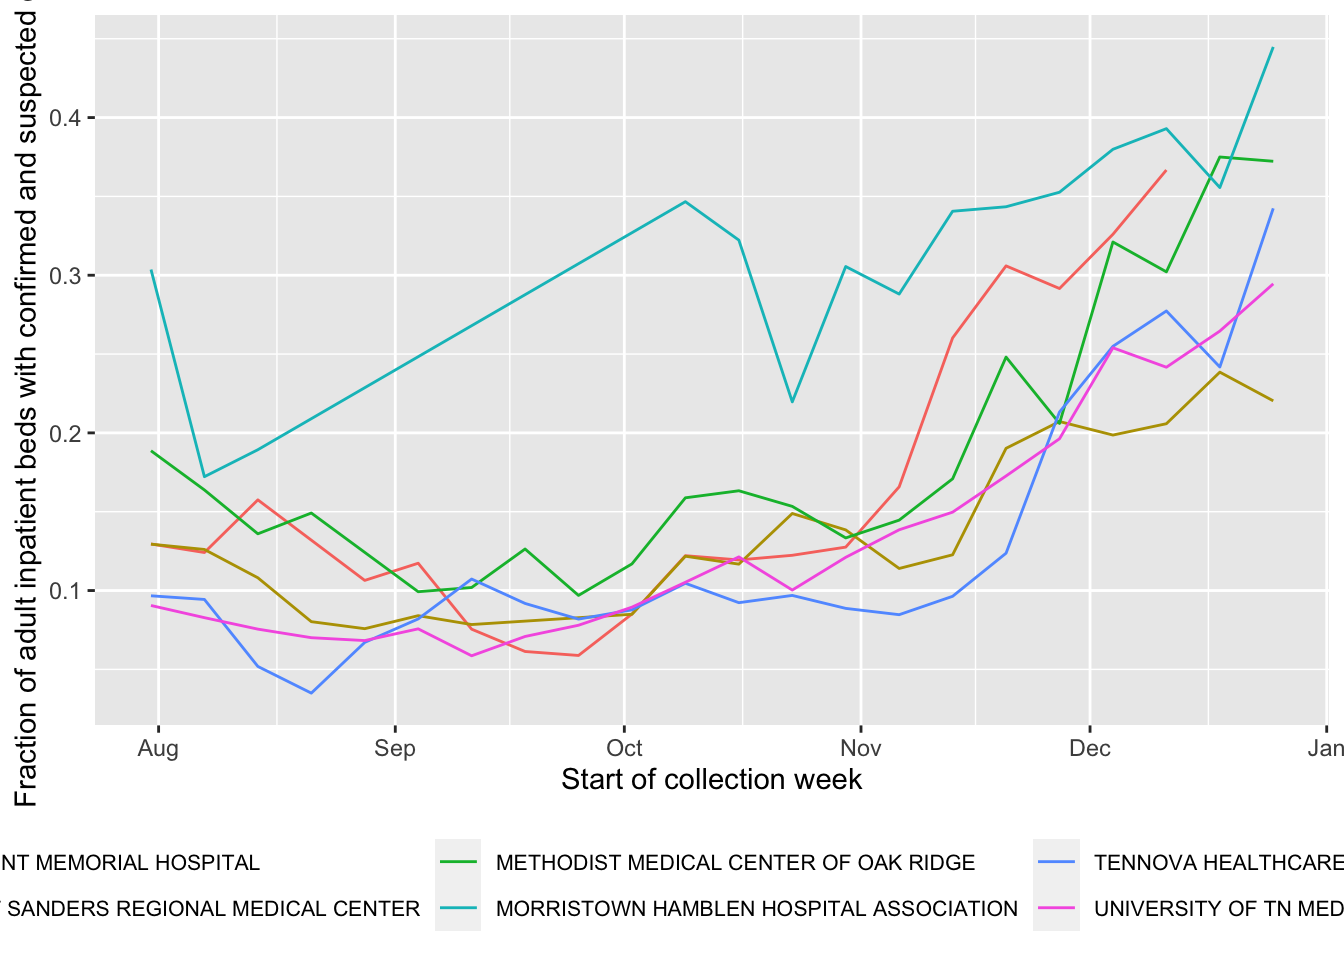 Fraction of adult inpatient beds with confirmed and suspected
0.4
0.3
0.2
0.1
Aug Sep Oct Nov Dec Jan
Start of collection week
NT MEMORIAL HOSPITAL METHODIST MEDICAL CENTER OF OAK RIDGE TENNOVA HEALTHCARE
SANDERS REGIONAL MEDICAL CENTER MORRISTOWN HAMBLEN HOSPITAL ASSOCIATION UNIVERSITY OF TN MED